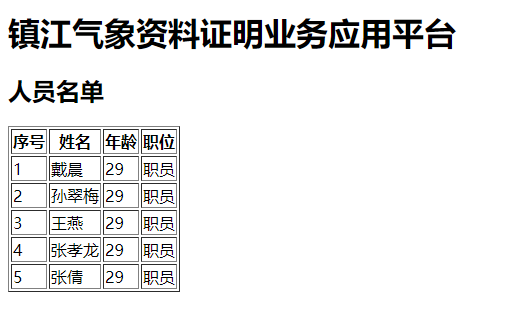 镇江气象资料证明业务应用平台
人员名单
序号 姓名 年龄 职位
1 戴晨 29 职员
2 孙翠梅 29 职员
3 王燕 29 职员
4 张孝龙 29 职员
5 张倩 29 职员